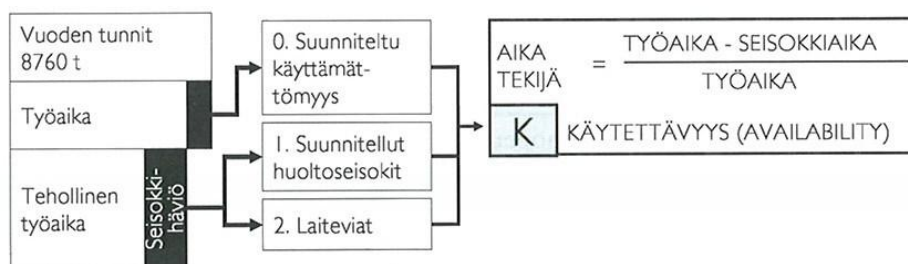 Vuoden tunnit
8760 t
Työaika
Tehollinen
työaika
Seisokki-
häviö
0. Suunniteltu
käyttämät-
tömyys
1. Suunnitellut
huoltoseisokit
2. Laiteviat
AIKA
TEKIJÄ
=
TYÖAIKA - SEISOKKIAIKA
TYÖAIKA
K KÄYTETTÄVYYS (AVAILABILITY)